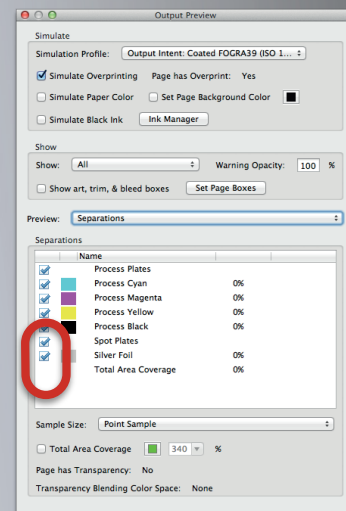 Output Preview
Simulate
Simulation Profile: Output Intent: Coated FOGRA39 (ISO 1...
Simulate Overprinting Page has Overprint: Yes
Simulate Paper Color Set Page Background Color
Simulate Black Ink Ink Manager
Show
Show: All Warning Opacity: 100 %
Show art, trim, & bleed boxes Set Page Boxes
Preview: Separations
Separations
Name
Process Plates
Process Cyan 0%
Process Magenta 0%
Process Yellow 0%
Process Black 0%
Spot Plates
Silver Foil 0%
Total Area Coverage 0%
Sample Size: Point Sample
Total Area Coverage 340 %
Page has Transparency: No
Transparency Blending Color Space: None